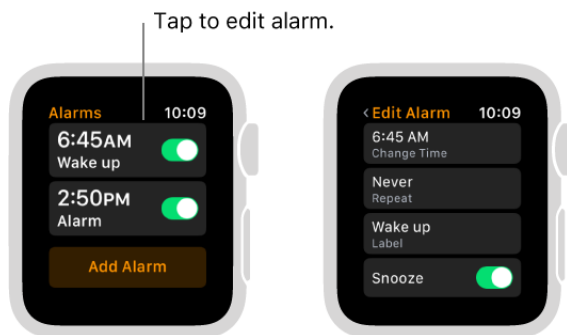 Tap to edit alarm.
Alarms 10:09
6:45AM
Wake up
2:50PM
Alarm
Add Alarm
<Edit Alarm 10:09
6:45 AM
Change Time
Never
Repeat
Wake up
Label
Snooze